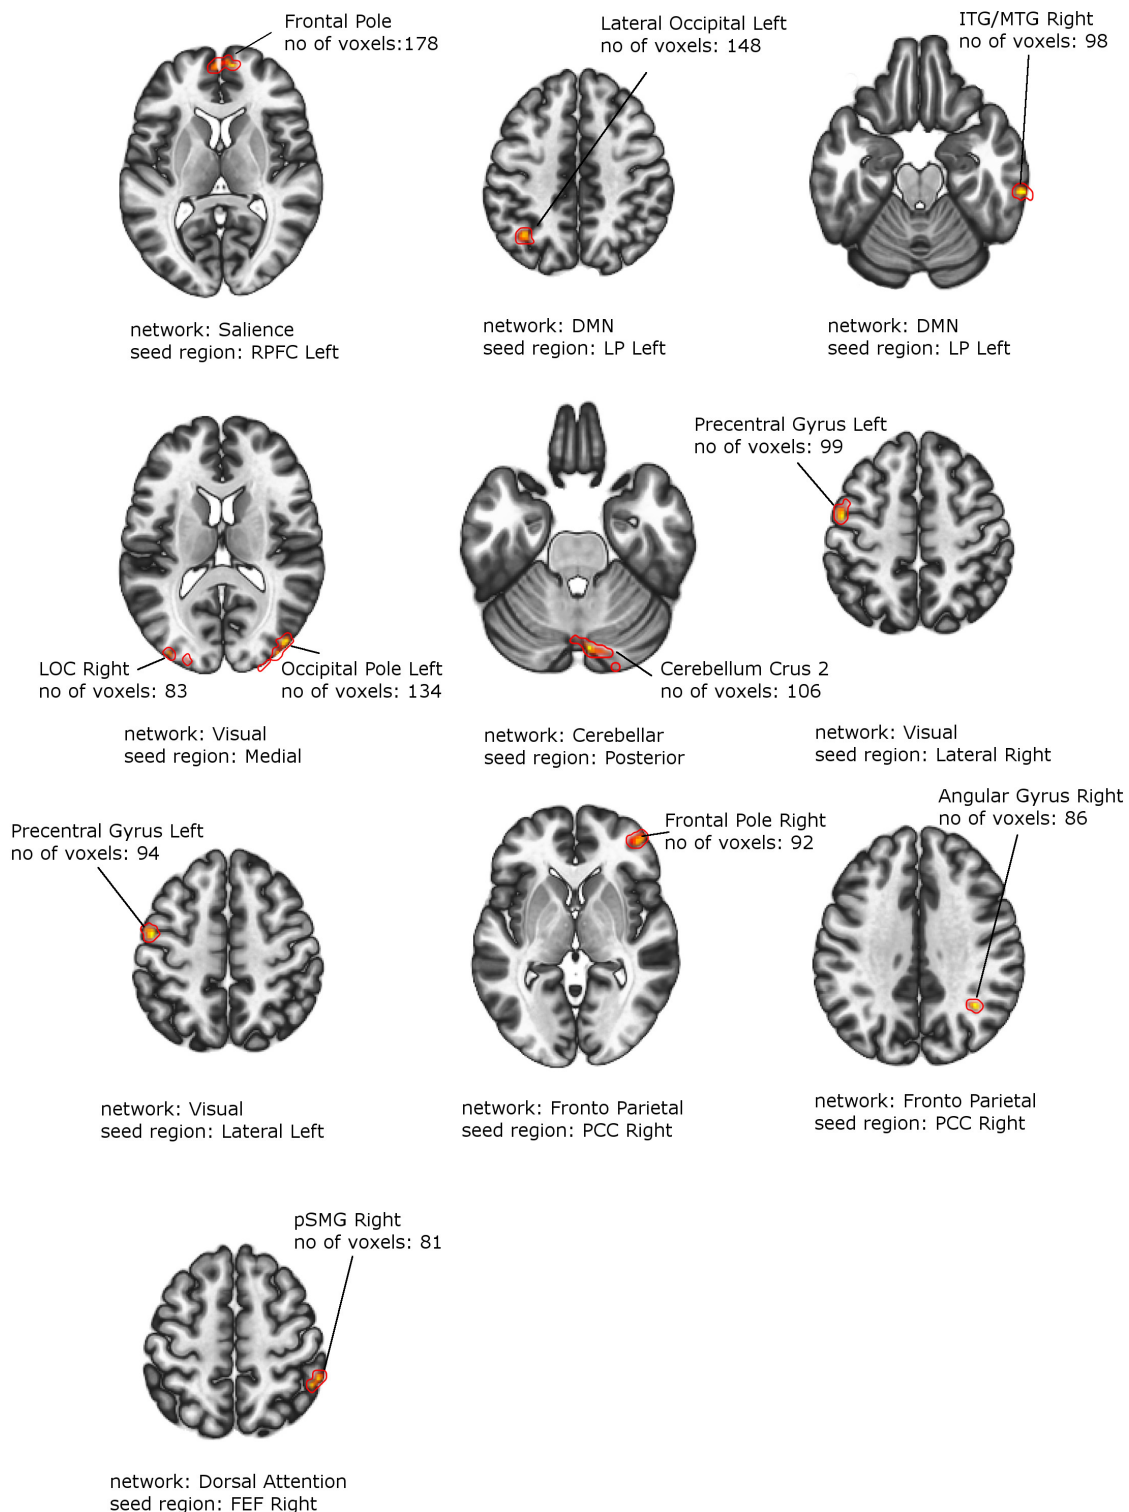 Frontal Pole
no of voxels:178
network: Salience
seed region: RPFC Left
Lateral Occipital Left
no of voxels: 148
network: DMN
seed region: LP Left
ITG/MTG Right
no of voxels: 98
network: DMN
seed region: LP Left
LOC Right
no of voxels: 83
Occipital Pole Left
no of voxels: 134
network: Visual
seed region: Medial
Cerebellum Crus 2
no of voxels: 106
network: Cerebellar
seed region: Posterior
Precentral Gyrus Left
no of voxels: 99
network: Visual
seed region: Lateral Right
Precentral Gyrus Left
no of voxels: 94
network: Visual
seed region: Lateral Left
Frontal Pole Right
no of voxels: 92
network: Fronto Parietal
seed region: PCC Right
Angular Gyrus Right
no of voxels: 86
network: Fronto Parietal
seed region: PCC Right
pSMG Right
no of voxels: 81
network: Dorsal Attention
seed region: FEF Right